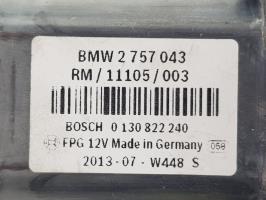 BMW 2 757 043
RM / 11105 / 003
BOSCH 0 130 822 240
FPG 12V Made in Germany 058
2013-07- W448 S